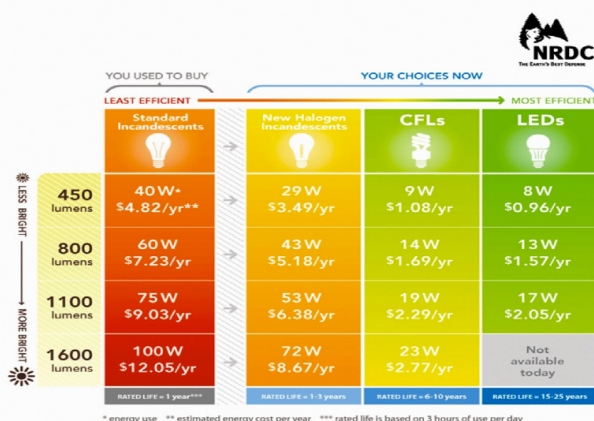 NRDC
THE EARTH'S BEST DEFENSE
YOU USED TO BUY
YOUR CHOICES NOW
LEAST EFFICIENT
MOST EFFICIENT
Standard
Incandescents
New Halogen
Incandescents
CFLs
LEDs
LESS BRIGHT
MORE BRIGHT
450
lumens
40W*
$4.82/yr**
29W
$3.49/yr
9W
$1.08/yr
8W
$0.96/yr
800
lumens
60W
$7.23/yr
43W
$5.18/yr
14W
$1.69/yr
13W
$1.57/yr
1100
lumens
75W
$9.03/yr
53W
$6.38/yr
19W
$2.29/yr
17W
$2.05/yr
1600
lumens
100W
$12.05/yr
72W
$8.67/yr
23W
$2.77/yr
Not
available
today
RATED LIFE = 1 year***
RATED LIFE = 1-3 years
RATED LIFE = 6-10 years
RATED LIFE = 15-25 years
* energy use ** estimated energy cost per year *** rated life is based on 3 hours of use per day